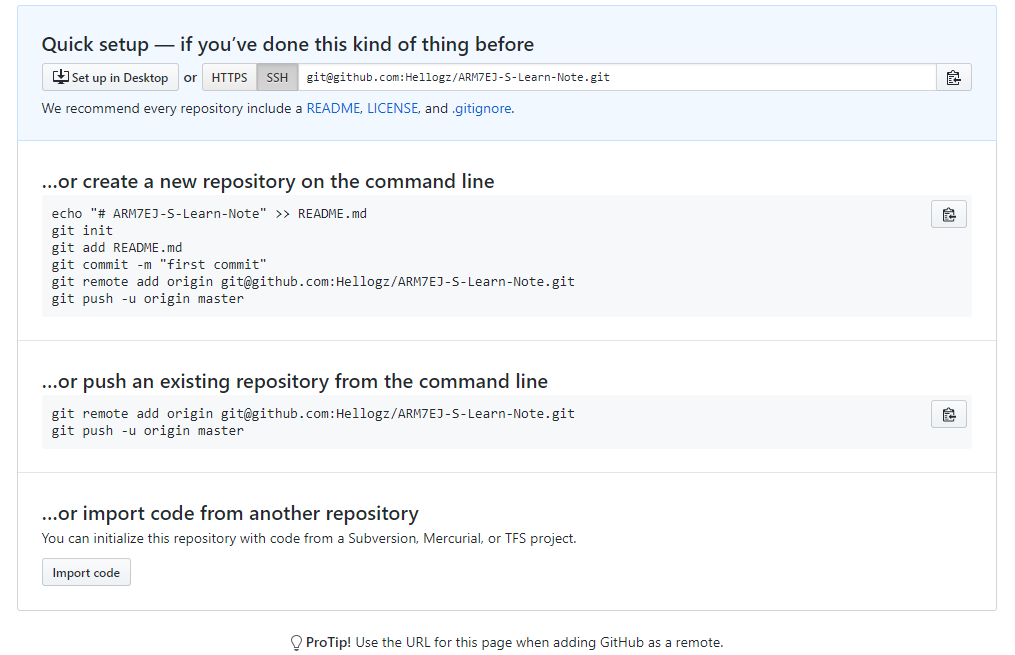 Quick setup — if you’ve done this kind of thing before
Set up in Desktop or HTTPS SSH git@github.com:Hellogz/ARM7EJ-S-Learn-Note.git
We recommend every repository include a README, LICENSE, and .gitignore.
…or create a new repository on the command line
echo "# ARM7EJ-S-Learn-Note" >> README.md
git init
git add README.md
git commit -m "first commit"
git remote add origin git@github.com:Hellogz/ARM7EJ-S-Learn-Note.git
git push -u origin master
…or push an existing repository from the command line
git remote add origin git@github.com:Hellogz/ARM7EJ-S-Learn-Note.git
git push -u origin master
…or import code from another repository
You can initialize this repository with code from a Subversion, Mercurial, or TFS project.
Import code
ProTip! Use the URL for this page when adding GitHub as a remote.